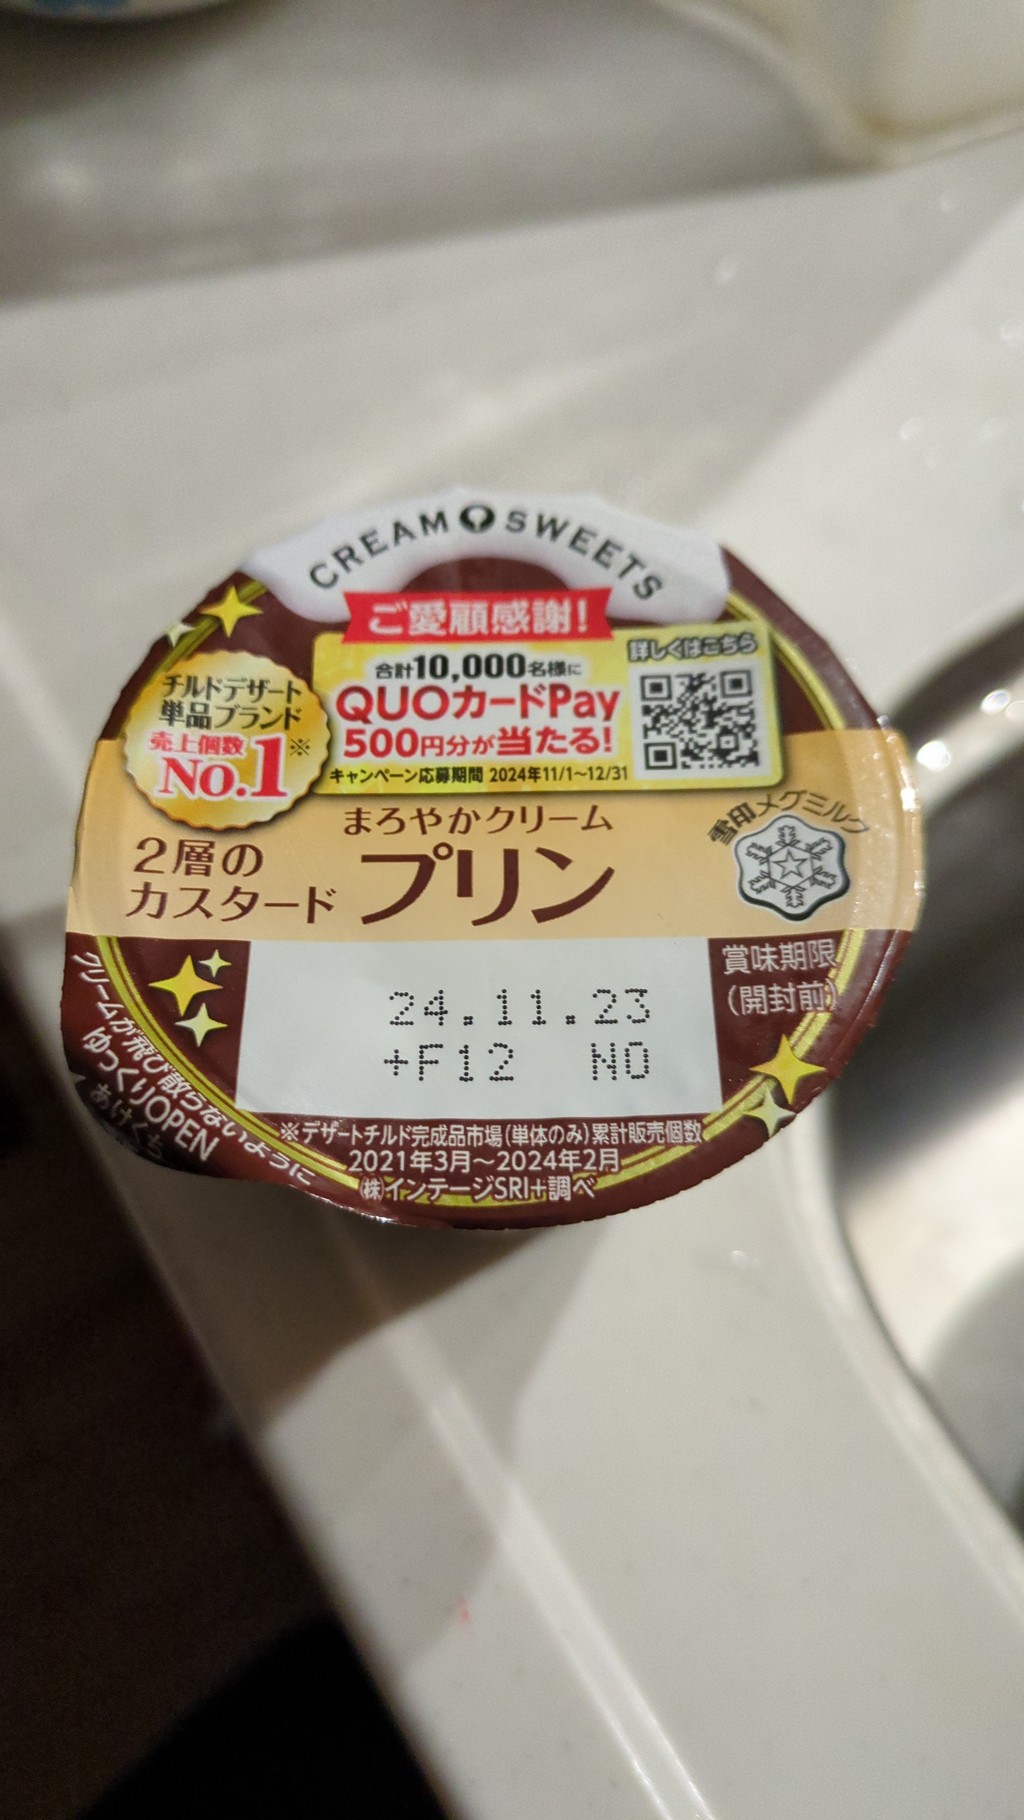 CREAM SWEETS
ご愛顧感謝!
詳しくはこちら
合計10,000名様に
QUOカードPay
500円分が当たる!
キャンペーン応募期間 2024年11/1～12/31
チルドデザート
単品ブランド
売上個数※
No.1
まろやかクリーム
2層の
カスタード
プリン
雪印メグミルク
賞味期限
(開封前)
24.11.23
+F12 NO
クリームが飛び散らないように
ゆっくりOPEN
あけくち
※デザートチルド完成品市場(単体のみ)累計販売個数
2021年3月～2024年2月
㈱インテージSRI+調べ